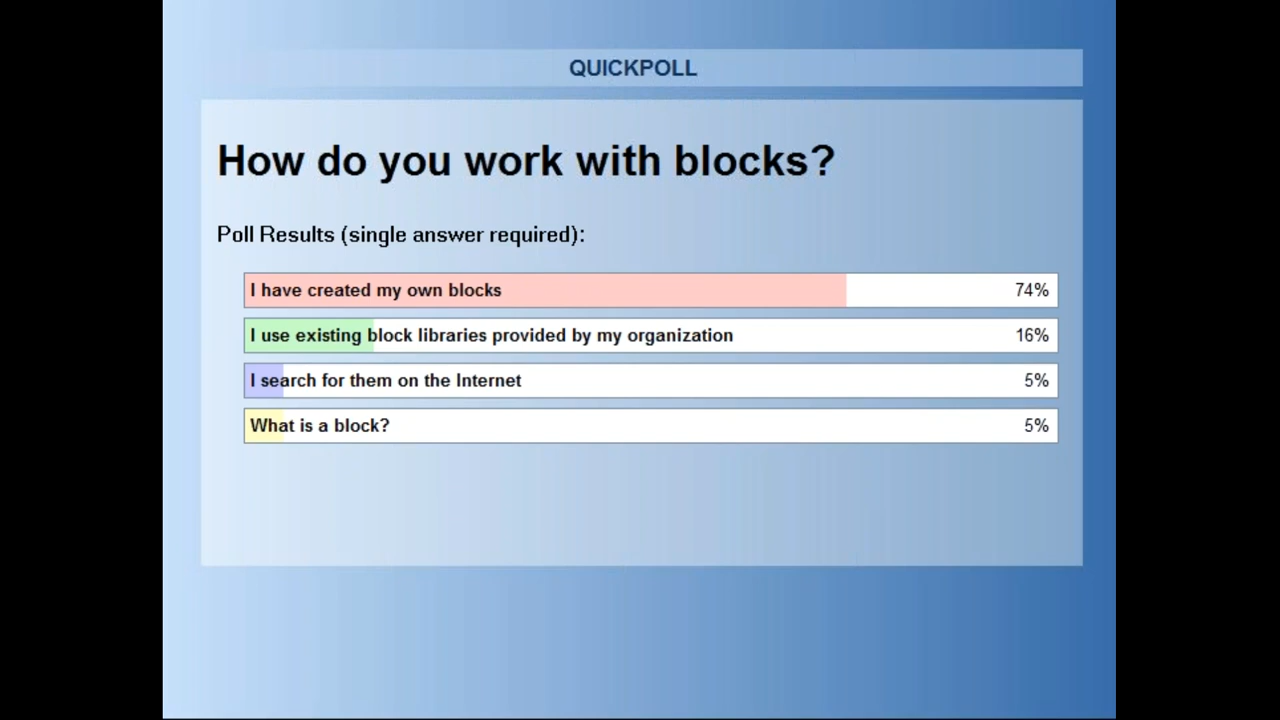 QUICKPOLL
How do you work with blocks?
Poll Results (single answer required):
I have created my own blocks 74%
I use existing block libraries provided by my organization 16%
I search for them on the Internet 5%
What is a block? 5%